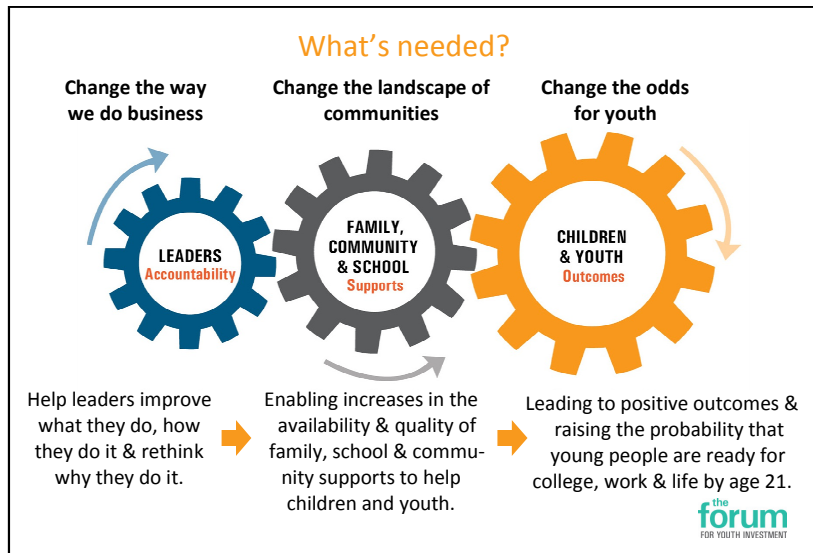 What's needed?
Change the way
we do business
Change the landscape of
communities
Change the odds
for youth
LEADERS
Accountability
FAMILY,
COMMUNITY
& SCHOOL
Supports
CHILDREN
& YOUTH
Outcomes
Help leaders improve
what they do, how
they do it & rethink
why they do it.
Enabling increases in the
availability & quality of
family, school & commu-
nity supports to help
children and youth.
Leading to positive outcomes &
raising the probability that
young people are ready for
college, work & life by age 21.
the
forum
FOR YOUTH INVESTMENT